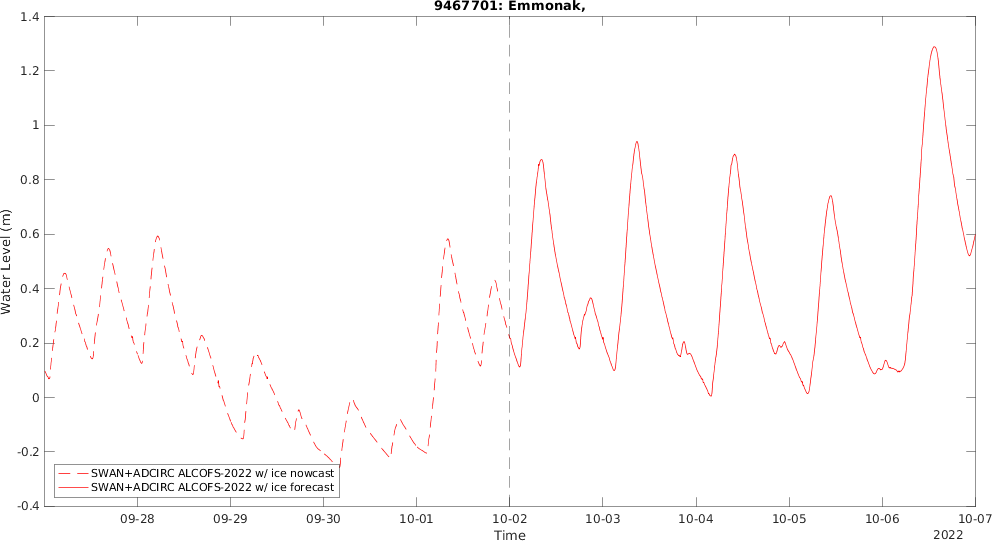 9467701: Emmonak,
1.4
1.2
1
0.8
0.6
0.4
0.2
0
-0.2
-0.4
Water Level (m)
SWAN+ADCIRC ALCOFS-2022 w/ ice nowcast
SWAN+ADCIRC ALCOFS-2022 w/ ice forecast
09-28 09-29 09-30 10-01 10-02 10-03 10-04 10-05 10-06 10-07
Time
2022